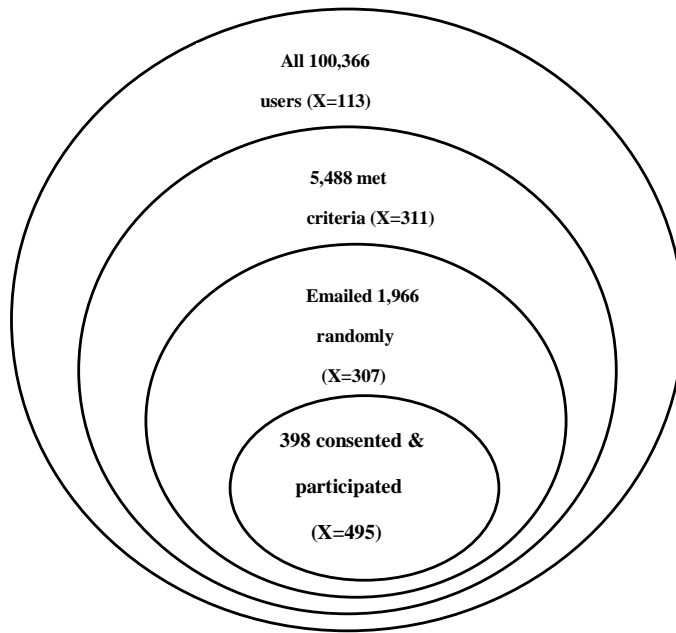 All 100,366
users (X=113)
5,488 met
criteria (X=311)
Emailed 1,966
randomly
(X=307)
398 consented &
participated
(X=495)